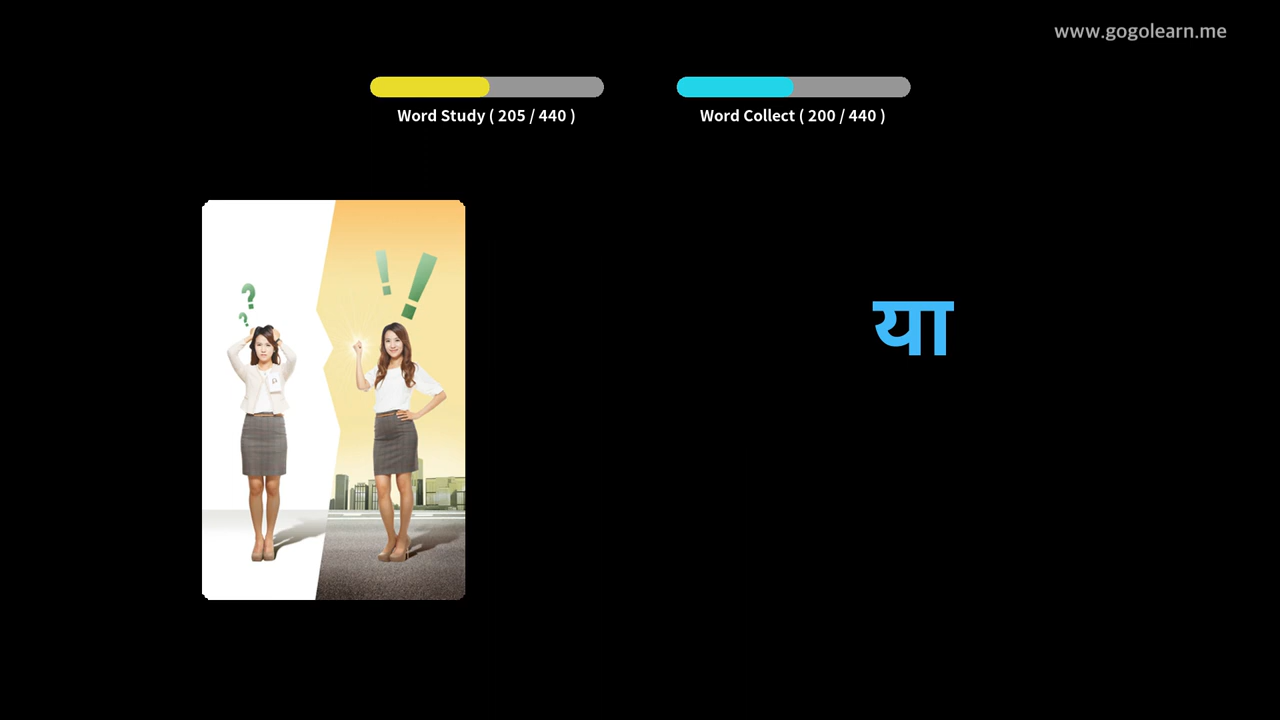 www.gogolearn.me
Word Study ( 205 / 440 )
Word Collect ( 200 / 440 )
? ?
! !
या